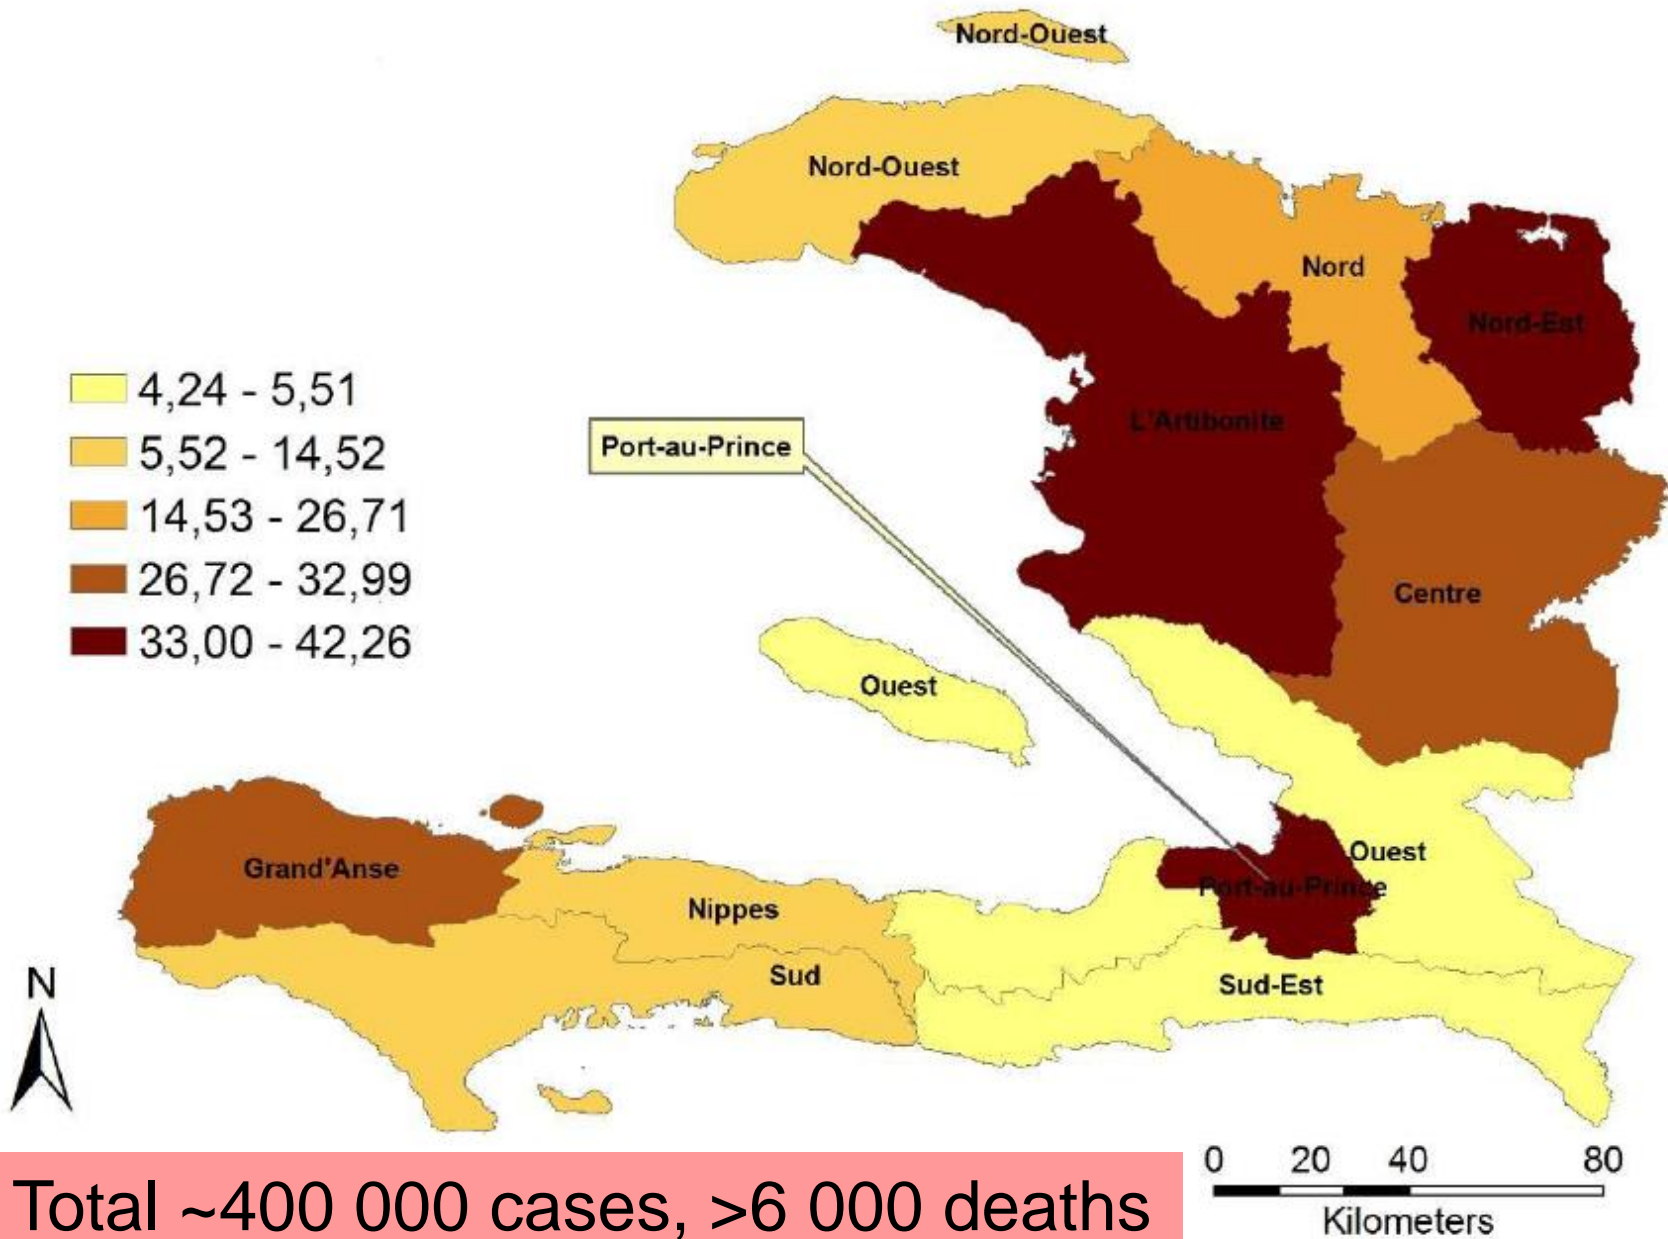 Nord-Ouest
Nord-Ouest
Nord
Nord-Est
4,24 - 5,51
5,52 - 14,52
14,53 - 26,71
26,72 - 32,99
33,00 - 42,26
L'Artibonite
Port-au-Prince
Centre
Ouest
Ouest
Port-au-Prince
Grand'Anse
Nippes
Sud
Sud-Est
N
Total ~400 000 cases, >6 000 deaths
0 20 40 80
Kilometers